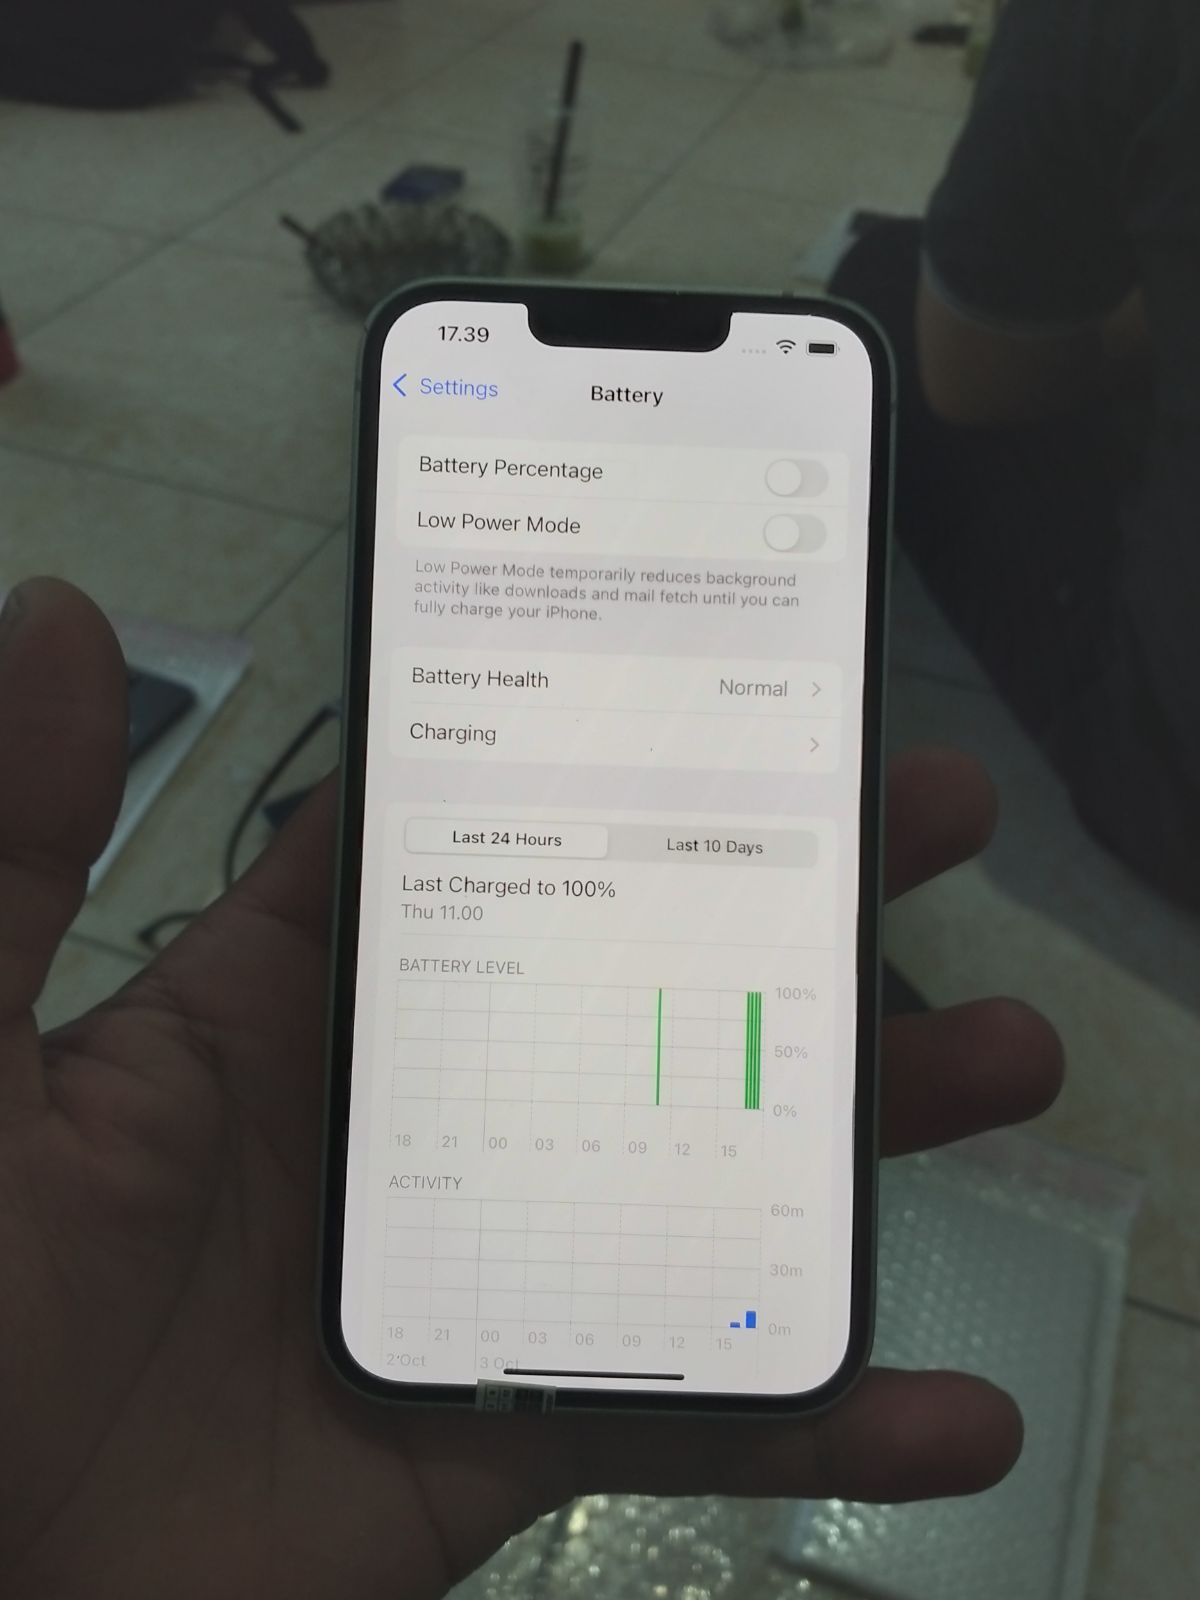 17.39
Settings
Battery
Battery Percentage
Low Power Mode
Low Power Mode temporarily reduces background
activity like downloads and mail fetch until you can
fully charge your iPhone.
Battery Health Normal
Charging
Last 24 Hours Last 10 Days
Last Charged to 100%
Thu 11.00
BATTERY LEVEL
100%
50%
0%
18 21 00 03 06 09 12 15
ACTIVITY
60m
30m
0m
18 21 00 03 06 09 12 15
2 Oct 3 Oct